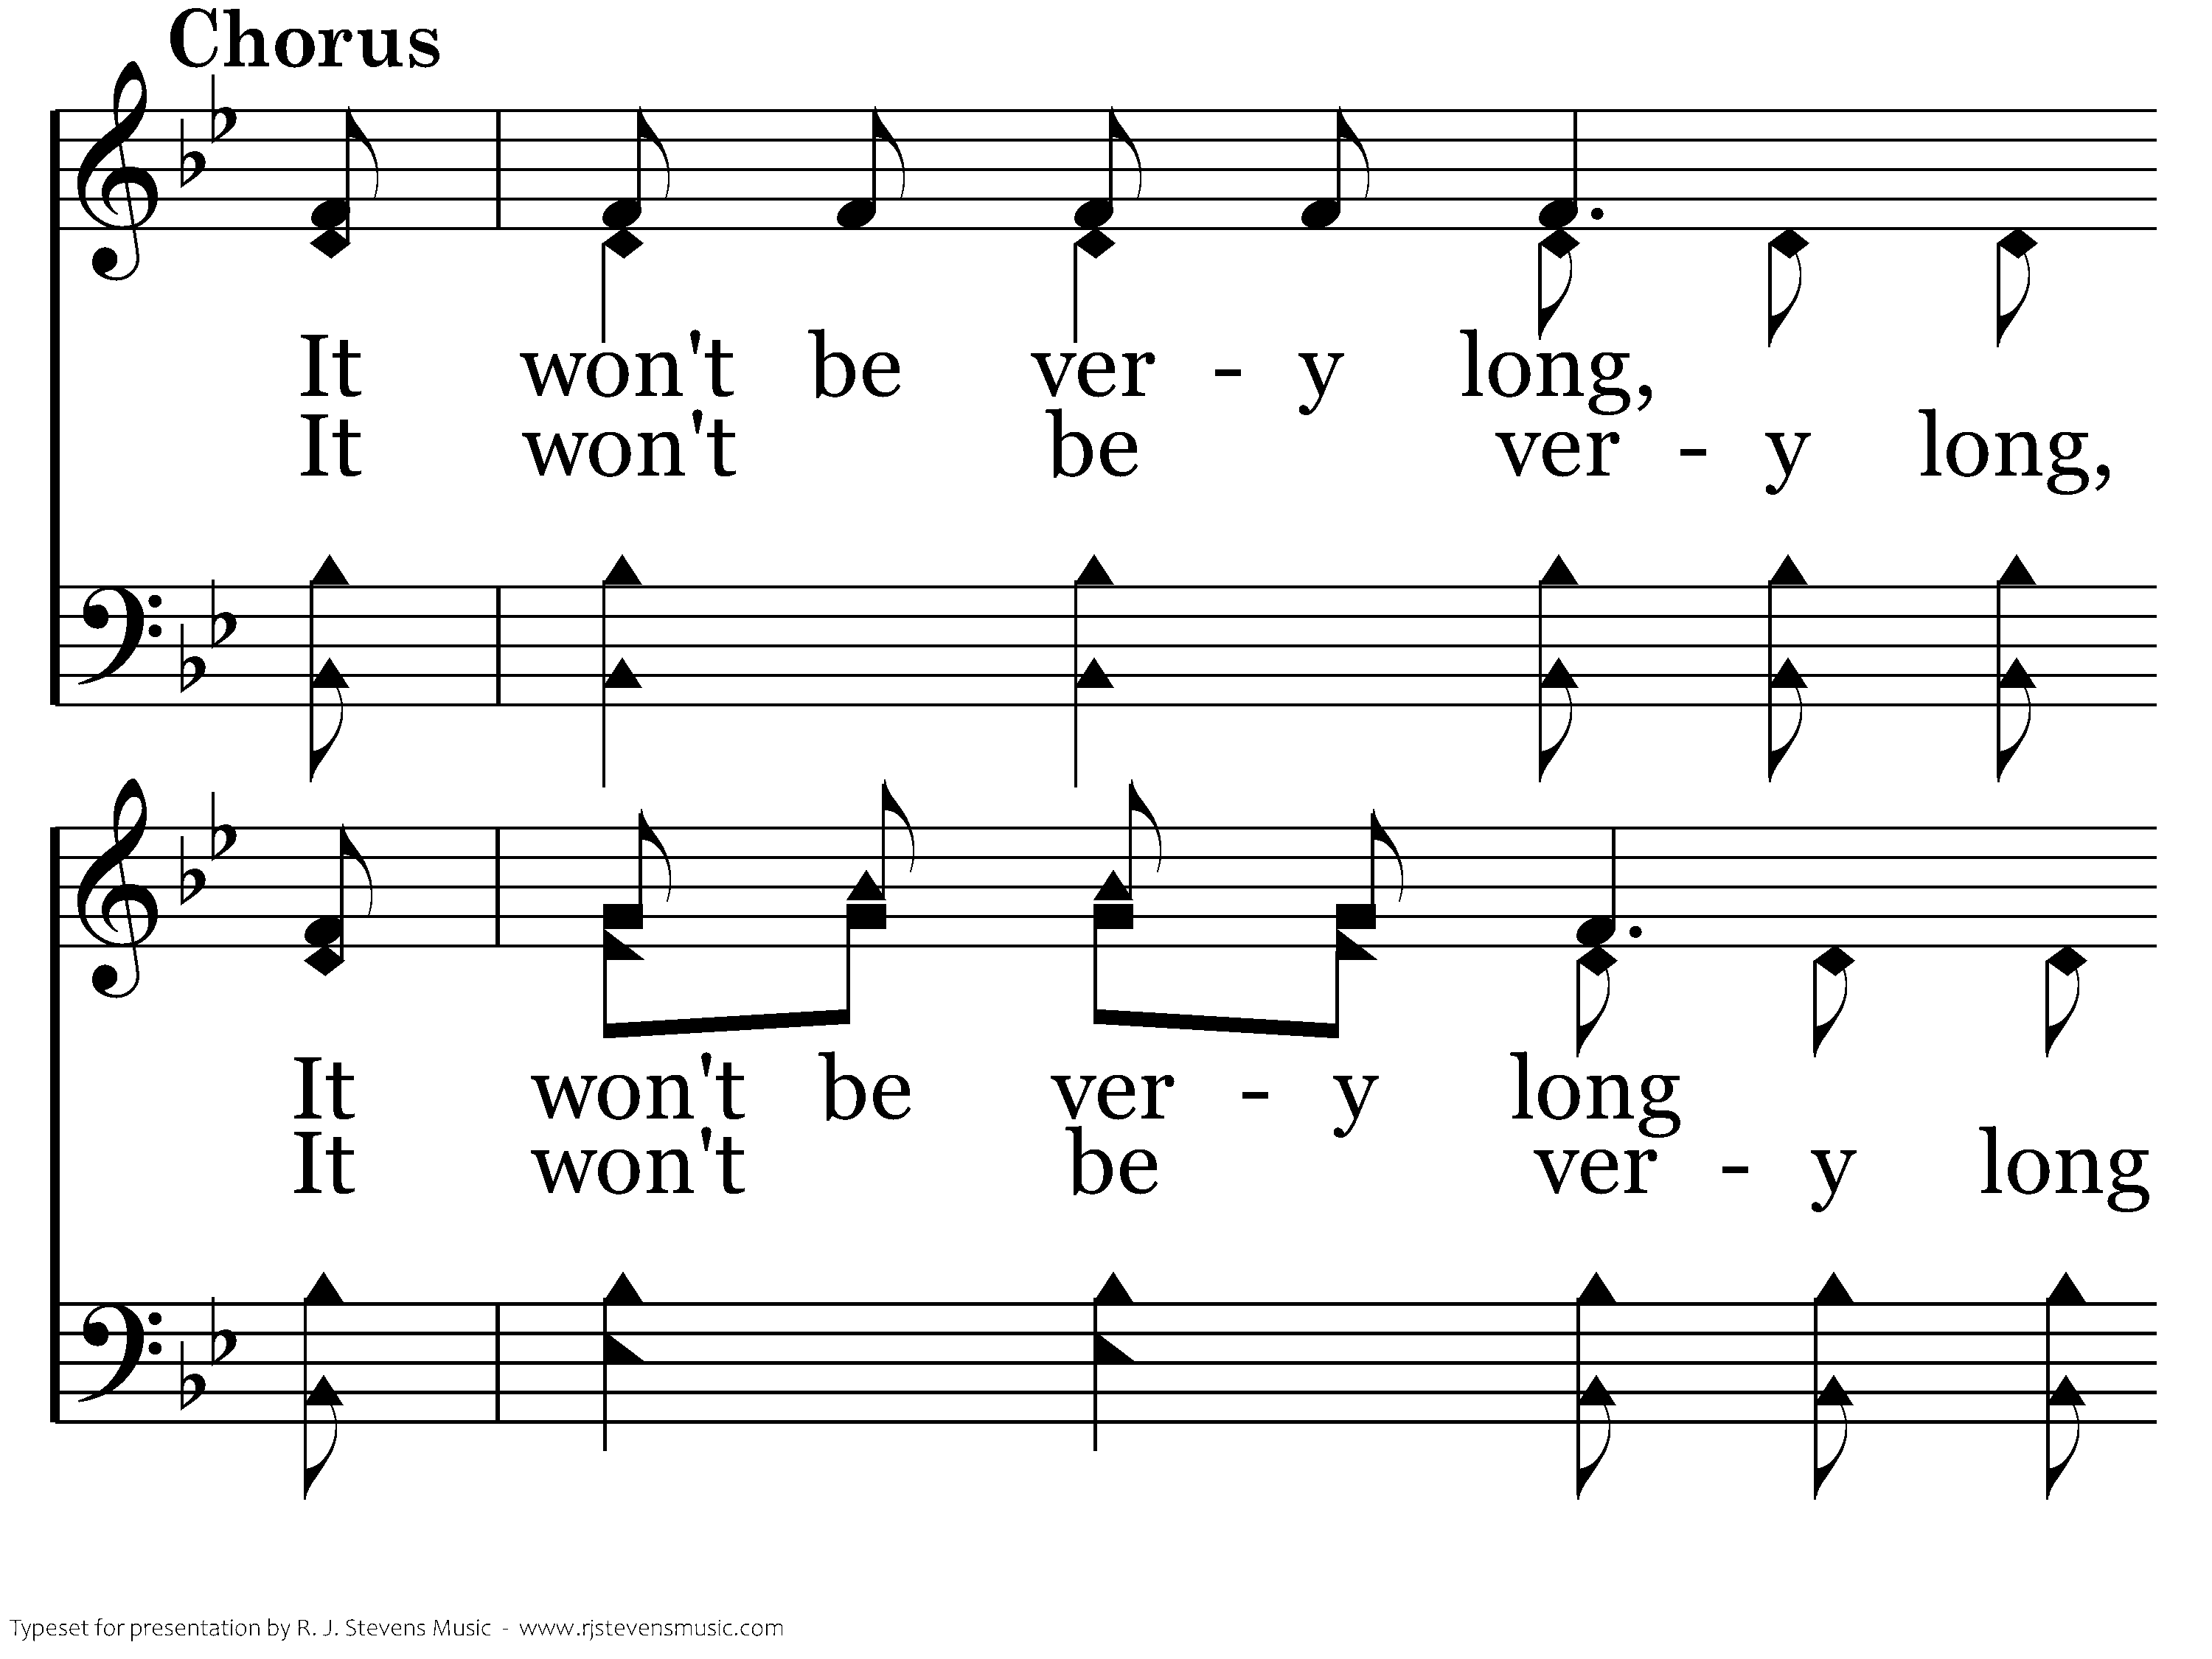 Chorus
It won't be ver - y long,
It won't be ver - y long,
It won't be ver - y long
It won't be ver - y long
Typeset for presentation by R. J. Stevens Music - www.rjstevensmusic.com